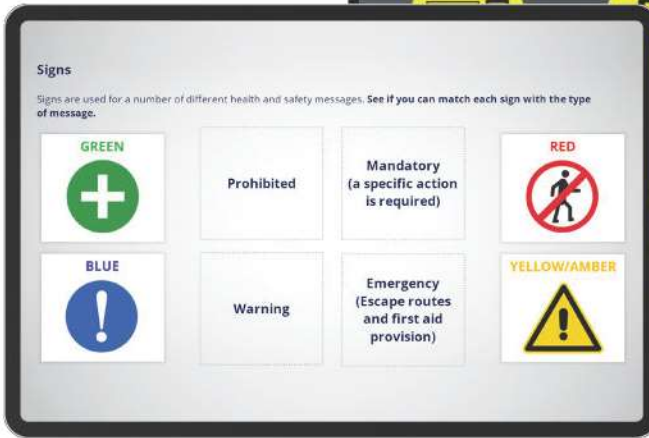 Signs
Signs are used for a number of different health and safety messages. See if you can match each sign with the type
of message.
GREEN
Prohibited
Mandatory
(a specific action
is required)
RED
BLUE
Warning
Emergency
(Escape routes
and first aid
provision)
YELLOW/AMBER